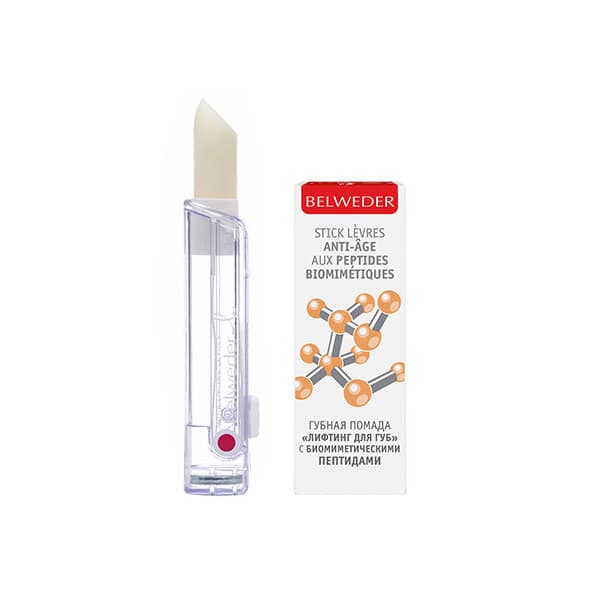 Belweder
BELWEDER
STICK LÈVRES
ANTI-ÂGE
AUX PEPTIDES
BIOMIMÉTIQUES
ГУБНАЯ ПОМАДА
«ЛИФТИНГ ДЛЯ ГУБ»
С БИОМИМЕТИЧЕСКИМИ
ПЕПТИДАМИ